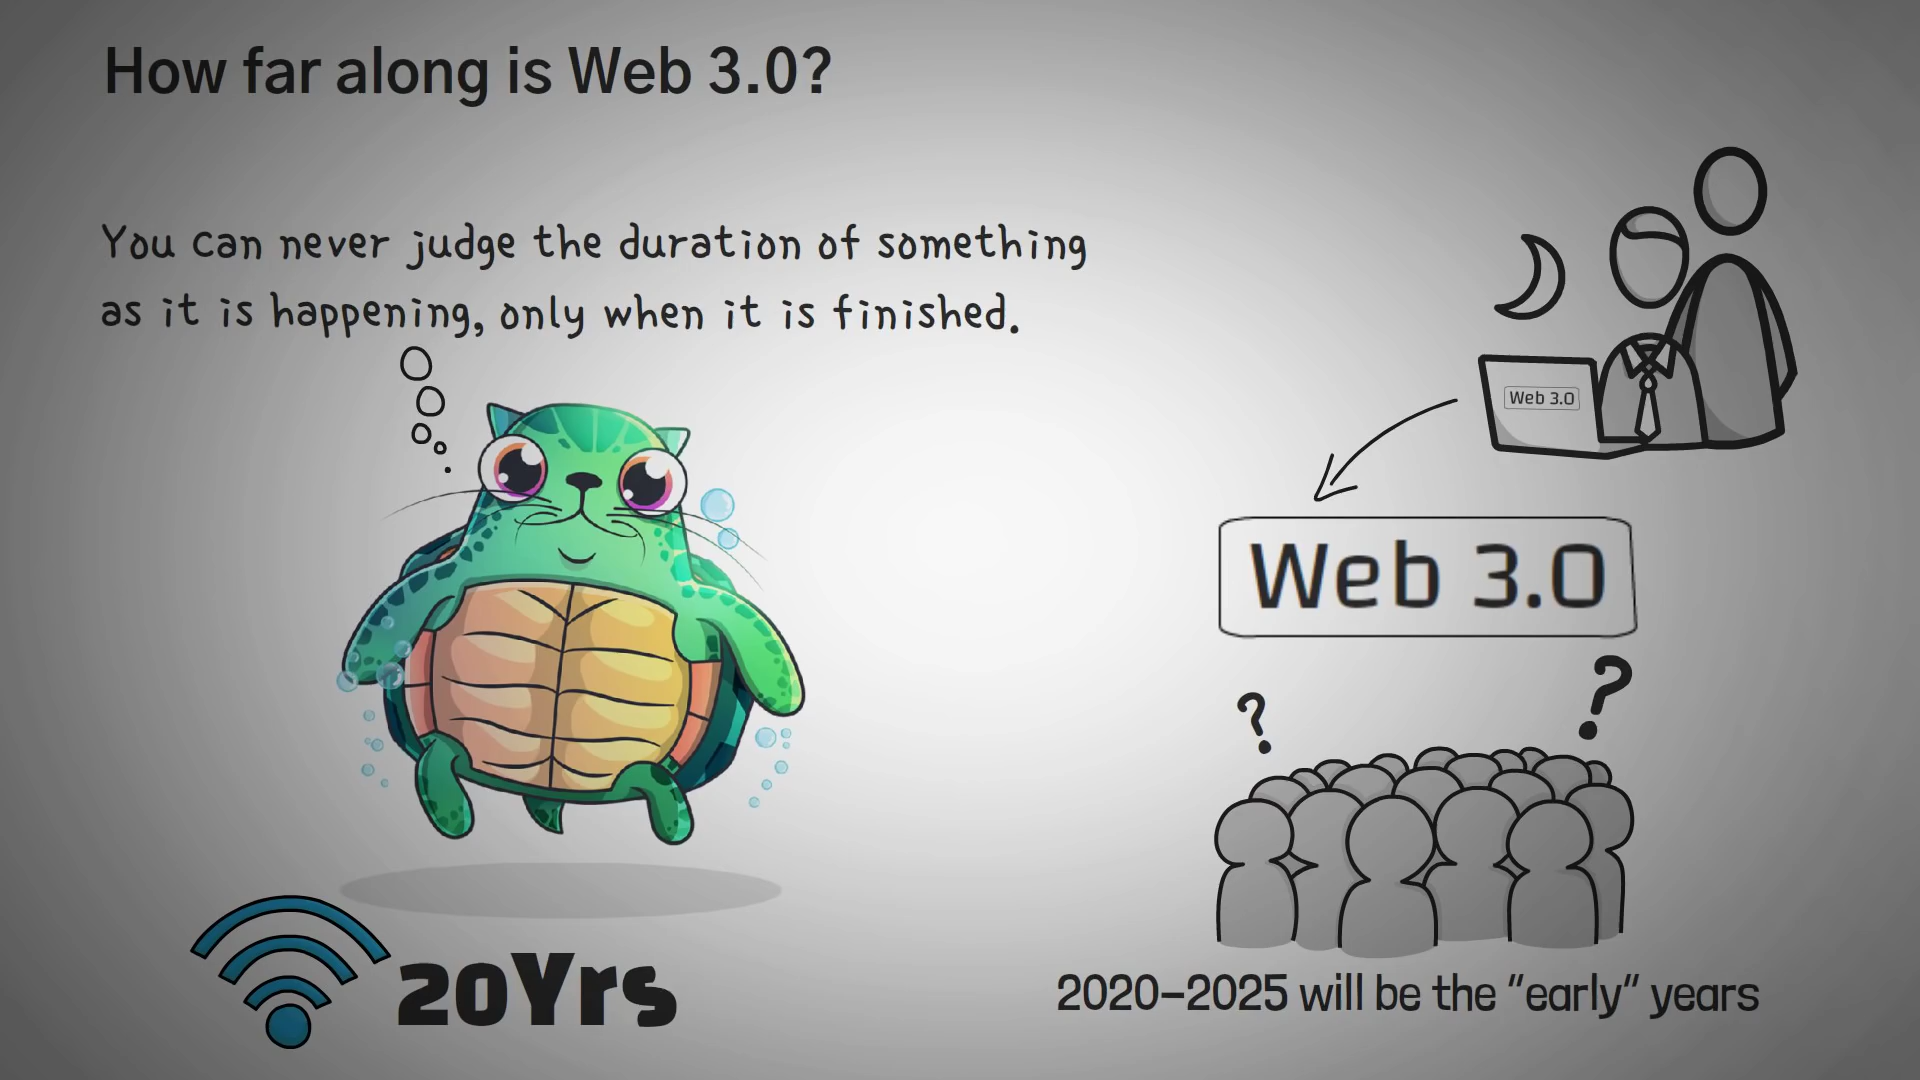 How far along is Web 3.0?
You can never judge the duration of something
as it is happening, only when it is finished.
Web 3.0
Web 3.0
?
?
20Yrs
2020-2025 will be the "early" years